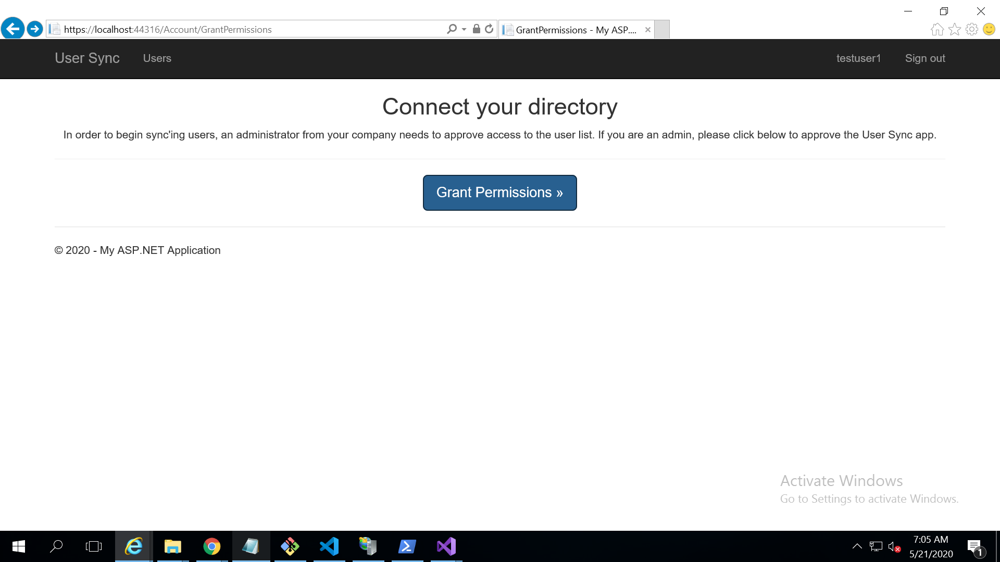 https://localhost:44316/Account/GrantPermissions
GrantPermissions - My ASP....
User Sync
Users
testuser1
Sign out
Connect your directory
In order to begin sync'ing users, an administrator from your company needs to approve access to the user list. If you are an admin, please click below to approve the User Sync app.
Grant Permissions »
© 2020 - My ASP.NET Application
Activate Windows
Go to Settings to activate Windows.
7:05 AM
5/21/2020
1